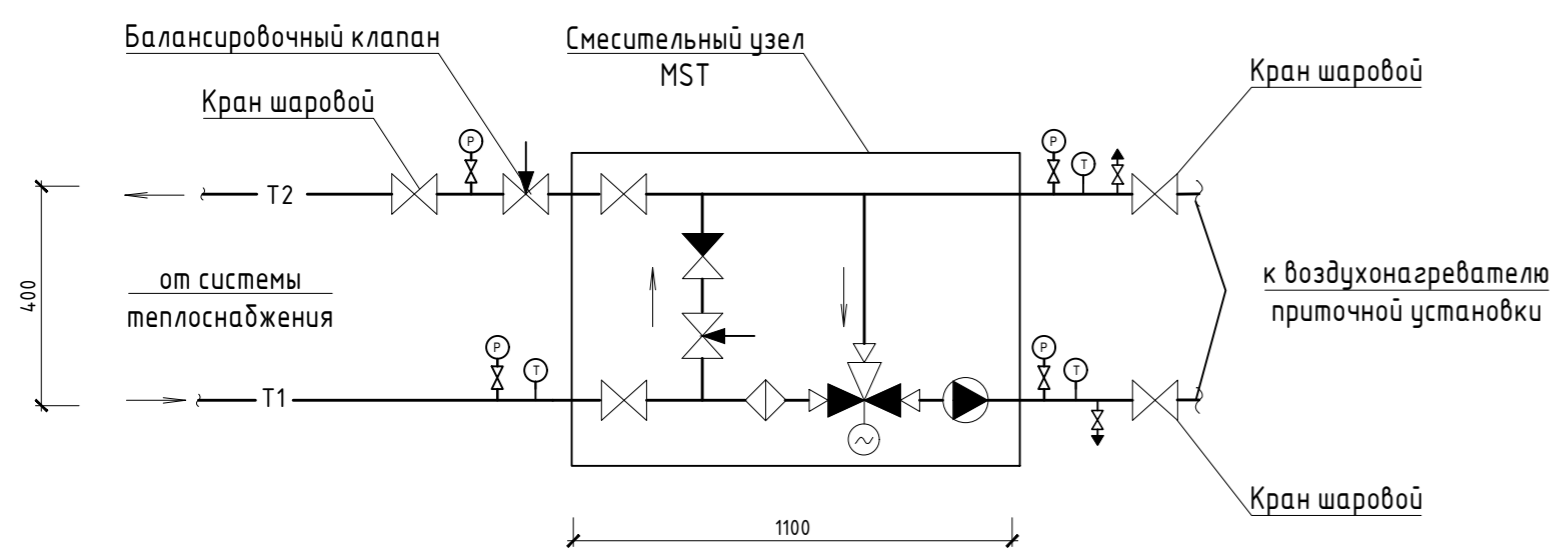 Балансировочный клапан
Смесительный узел
MST
Кран шаровой
Кран шаровой
P
P
T
T2
от системы
теплоснабжения
400
к воздухонагревателю
приточной установки
P
T
P
T
T1
Кран шаровой
1100